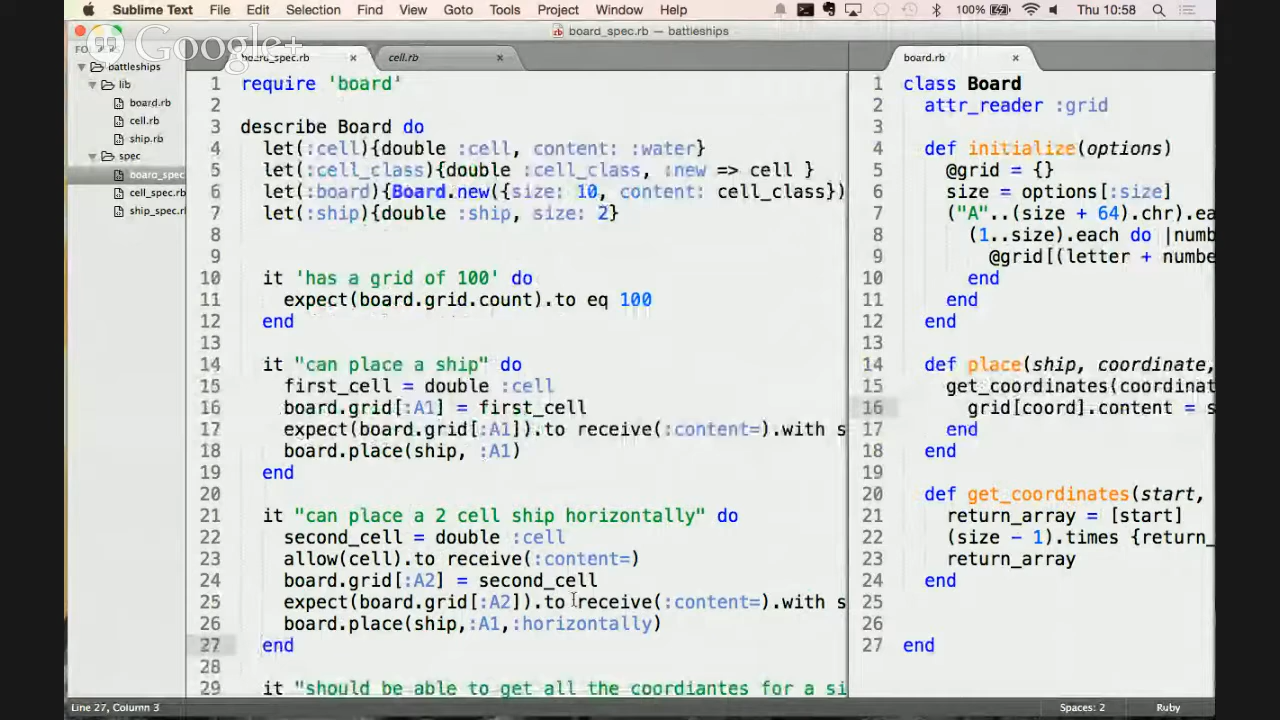 Sublime Text File Edit Selection Find View Goto Tools Project Window Help 100% Thu 10:58
board_spec.rb — battleships
Google+
board_spec.rb
cell.rb
board.rb
FO
battleships
lib
board.rb
cell.rb
ship.rb
spec
board_spec
cell_spec.rb
ship_spec.rl
1 require 'board'
2
3 describe Board do
4 let(:cell){double :cell, content: :water}
5 let(:cell_class){double :cell_class, :new => cell }
6 let(:board){Board.new({size: 10, content: cell_class})
7 let(:ship){double :ship, size: 2}
8
9
10 it 'has a grid of 100' do
11 expect(board.grid.count).to eq 100
12 end
13
14 it "can place a ship" do
15 first_cell = double :cell
16 board.grid[:A1] = first_cell
17 expect(board.grid[:A1]).to receive(:content=).with s
18 board.place(ship, :A1)
19 end
20
21 it "can place a 2 cell ship horizontally" do
22 second_cell = double :cell
23 allow(cell).to receive(:content=)
24 board.grid[:A2] = second_cell
25 expect(board.grid[:A2]).to receive(:content=).with s
26 board.place(ship,:A1,:horizontally)
27 end
28
29 it "should be able to get all the coordiantes for a si
1 class Board
2 attr_reader :grid
3
4 def initialize(options)
5 @grid = {}
6 size = options[:size]
7 ("A"..(size + 64).chr).ea
8 (1..size).each do |numb
9 @grid[(letter + numbe
10 end
11 end
12 end
13
14 def place(ship, coordinate,
15 get_coordinates(coordinat
16 grid[coord].content = s
17 end
18 end
19
20 def get_coordinates(start,
21 return_array = [start]
22 (size - 1).times {return_
23 return_array
24 end
25
26
27 end
Line 27, Column 3
Spaces: 2
Ruby